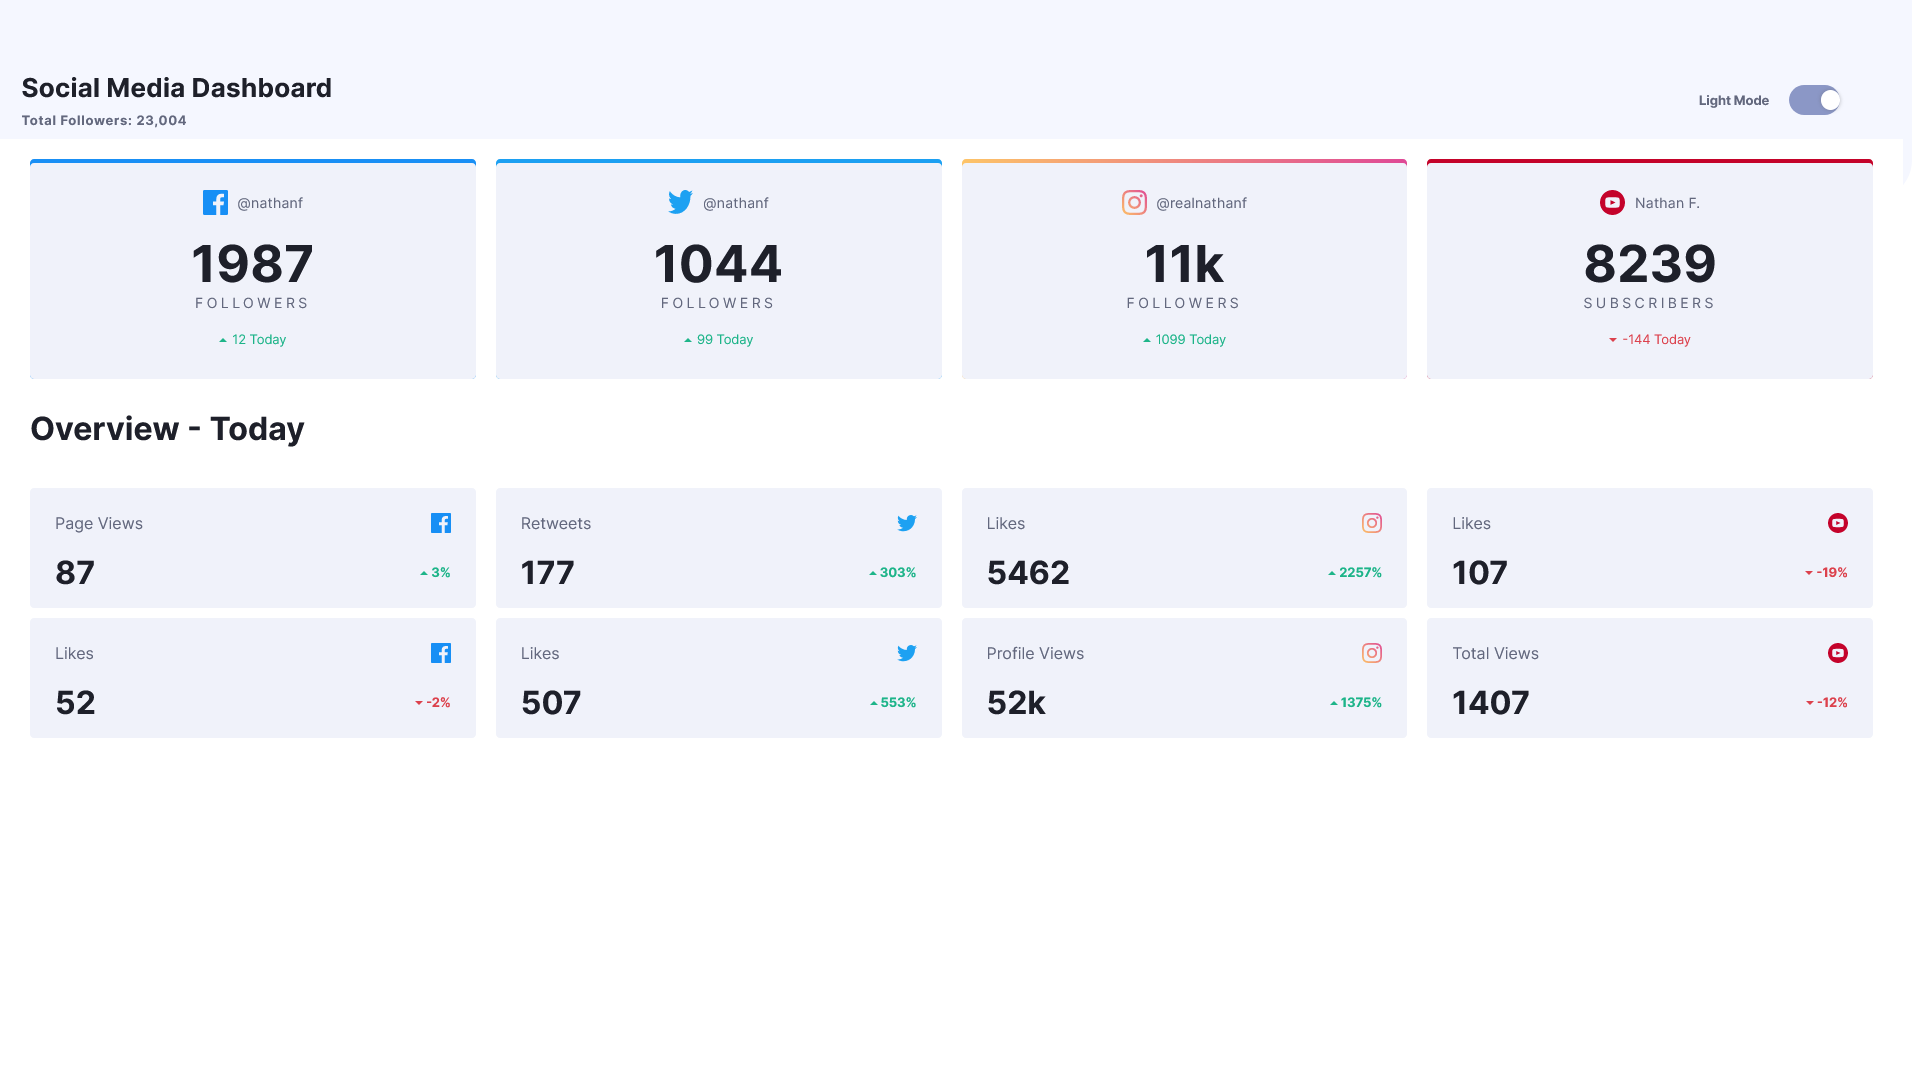 Social Media Dashboard
Total Followers: 23,004
Light Mode
@nathanf
1987
FOLLOWERS
12 Today
@nathanf
1044
FOLLOWERS
99 Today
@realnathanf
11k
FOLLOWERS
1099 Today
Nathan F.
8239
SUBSCRIBERS
-144 Today
Overview - Today
Page Views
87
3%
Retweets
177
303%
Likes
5462
2257%
Likes
107
-19%
Likes
52
-2%
Likes
507
553%
Profile Views
52k
1375%
Total Views
1407
-12%